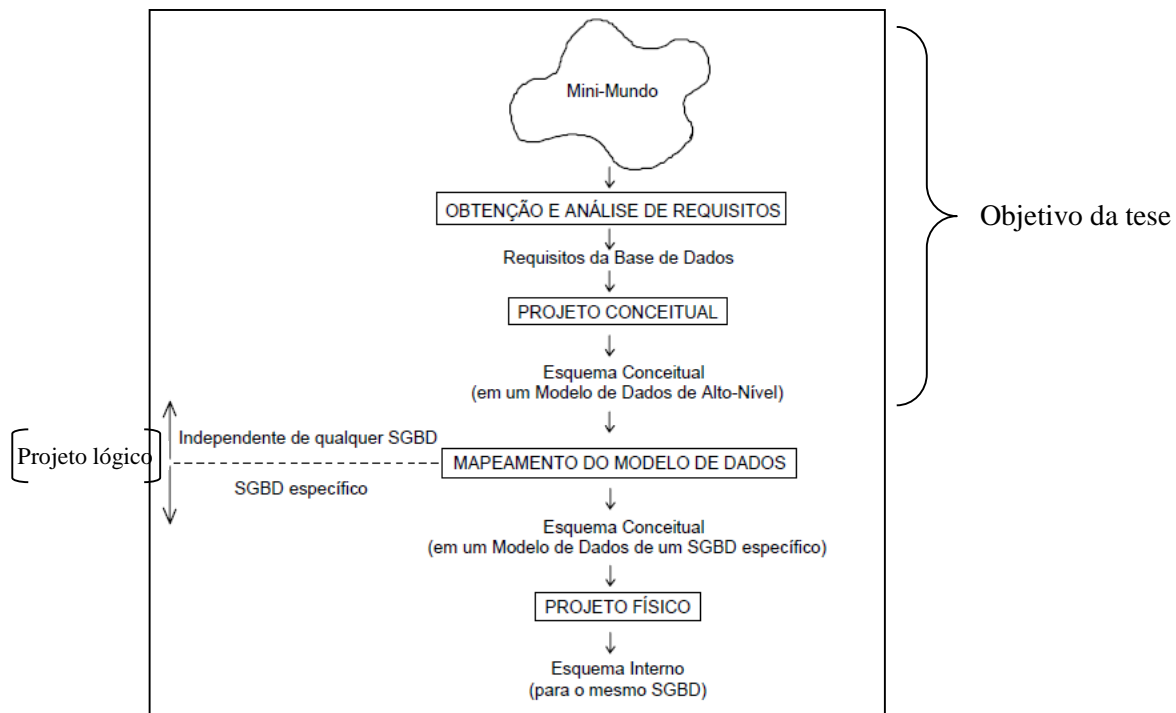 Mini-Mundo
OBTENÇÃO E ANÁLISE DE REQUISITOS
Objetivo da tese
Requisitos da Base de Dados
PROJETO CONCEITUAL
Esquema Conceitual
(em um Modelo de Dados de Alto-Nível)
Independente de qualquer SGBD
Projeto lógico
MAPEAMENTO DO MODELO DE DADOS
SGBD específico
Esquema Conceitual
(em um Modelo de Dados de um SGBD específico)
PROJETO FÍSICO
Esquema Interno
(para o mesmo SGBD)